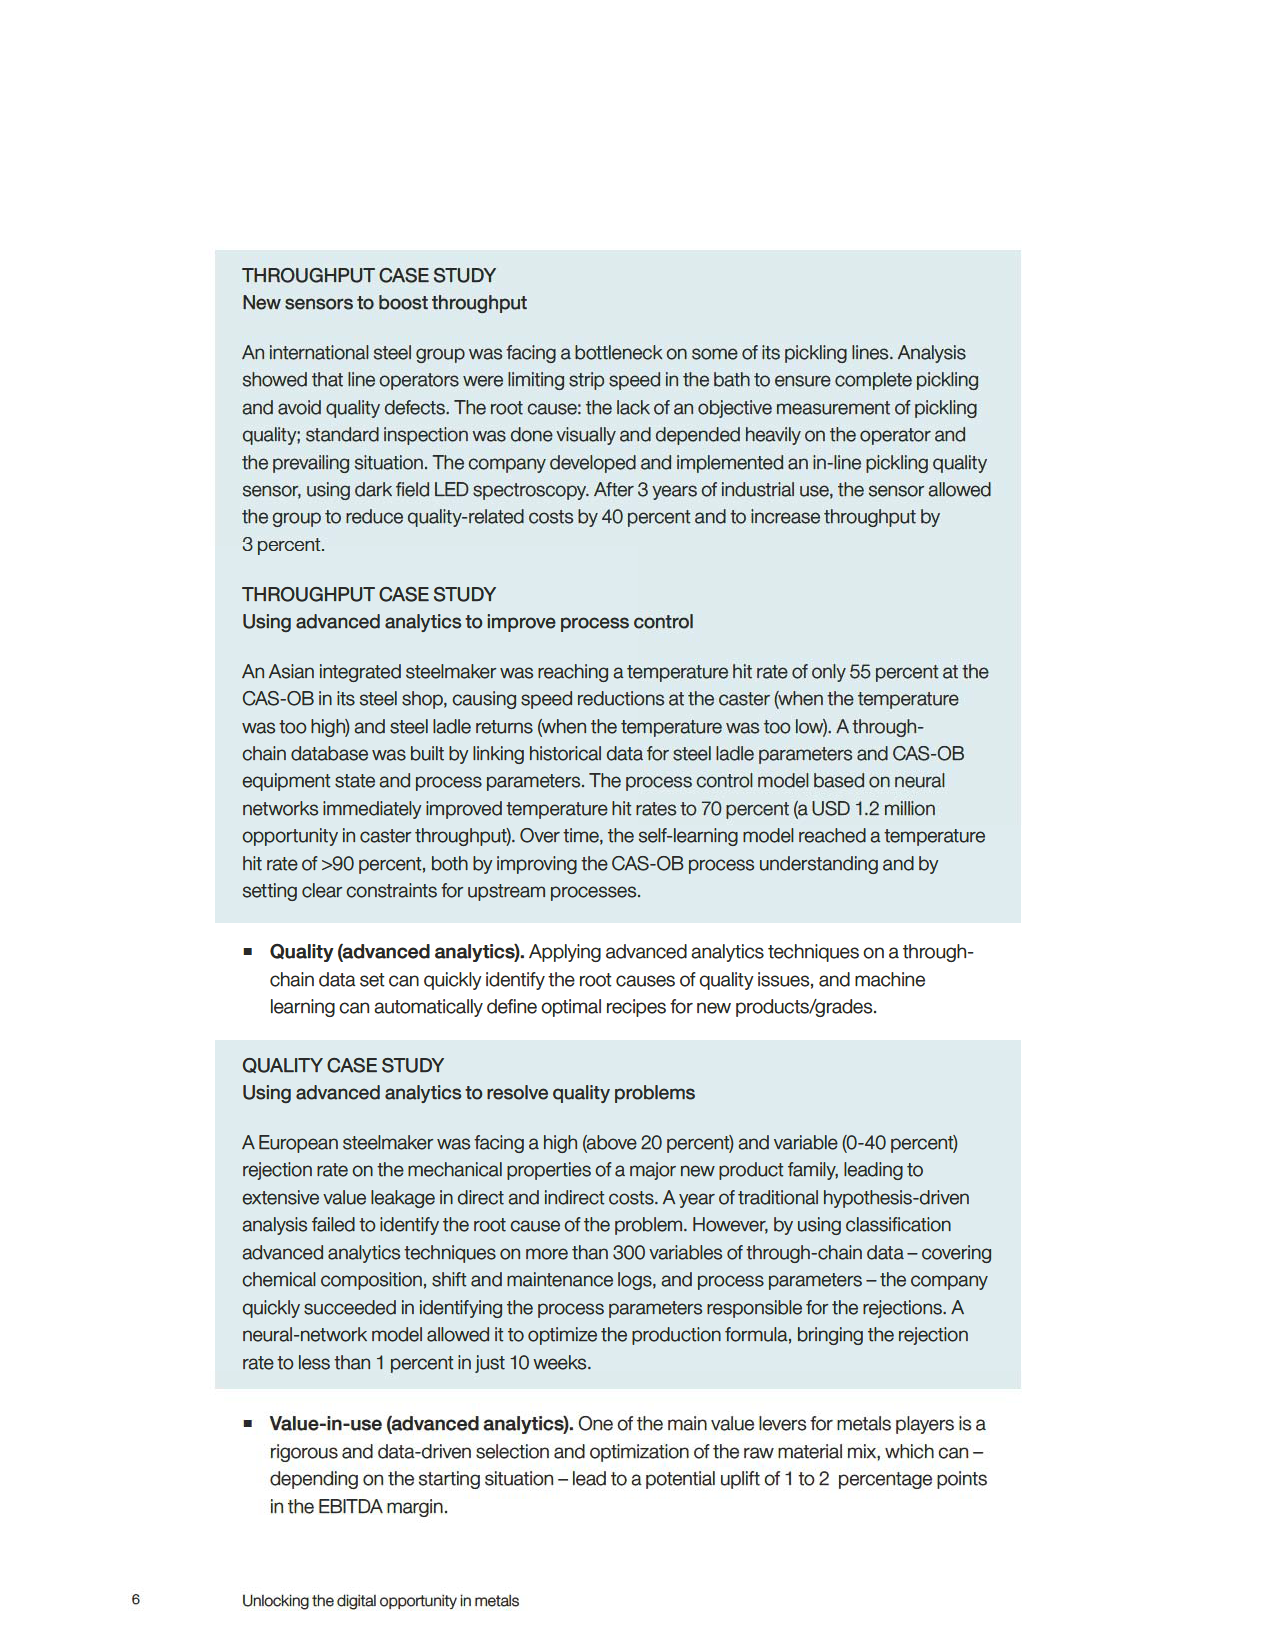 THROUGHPUT CASE STUDY
New sensors to boost throughput
An international steel group was facing a bottleneck on some of its pickling lines. Analysis
showed that line operators were limiting strip speed in the bath to ensure complete pickling
and avoid quality defects. The root cause: the lack of an objective measurement of pickling
quality; standard inspection was done visually and depended heavily on the operator and
the prevailing situation. The company developed and implemented an in-line pickling quality
sensor, using dark field LED spectroscopy. After 3 years of industrial use, the sensor allowed
the group to reduce quality-related costs by 40 percent and to increase throughput by
3 percent.
THROUGHPUT CASE STUDY
Using advanced analytics to improve process control
An Asian integrated steelmaker was reaching a temperature hit rate of only 55 percent at the
CAS-OB in its steel shop, causing speed reductions at the caster (when the temperature
was too high) and steel ladle returns (when the temperature was too low). A through-
chain database was built by linking historical data for steel ladle parameters and CAS-OB
equipment state and process parameters. The process control model based on neural
networks immediately improved temperature hit rates to 70 percent (a USD 1.2 million
opportunity in caster throughput). Over time, the self-learning model reached a temperature
hit rate of >90 percent, both by improving the CAS-OB process understanding and by
setting clear constraints for upstream processes.
■ Quality (advanced analytics). Applying advanced analytics techniques on a through-
chain data set can quickly identify the root causes of quality issues, and machine
learning can automatically define optimal recipes for new products/grades.
QUALITY CASE STUDY
Using advanced analytics to resolve quality problems
A European steelmaker was facing a high (above 20 percent) and variable (0-40 percent)
rejection rate on the mechanical properties of a major new product family, leading to
extensive value leakage in direct and indirect costs. A year of traditional hypothesis-driven
analysis failed to identify the root cause of the problem. However, by using classification
advanced analytics techniques on more than 300 variables of through-chain data – covering
chemical composition, shift and maintenance logs, and process parameters – the company
quickly succeeded in identifying the process parameters responsible for the rejections. A
neural-network model allowed it to optimize the production formula, bringing the rejection
rate to less than 1 percent in just 10 weeks.
■ Value-in-use (advanced analytics). One of the main value levers for metals players is a
rigorous and data-driven selection and optimization of the raw material mix, which can –
depending on the starting situation – lead to a potential uplift of 1 to 2 percentage points
in the EBITDA margin.
6 Unlocking the digital opportunity in metals